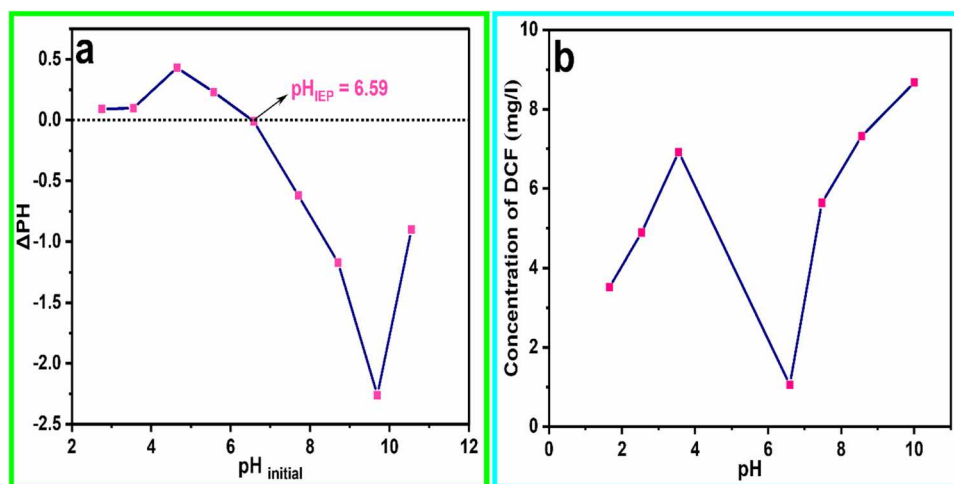 a
0.5
0.0
-0.5
-1.0
-1.5
-2.0
-2.5
ΔPH
pHIEP = 6.59
2 4 6 8 10 12
pH initial
b
10
8
6
4
2
0
Concentration of DCF (mg/l)
0 2 4 6 8 10
pH